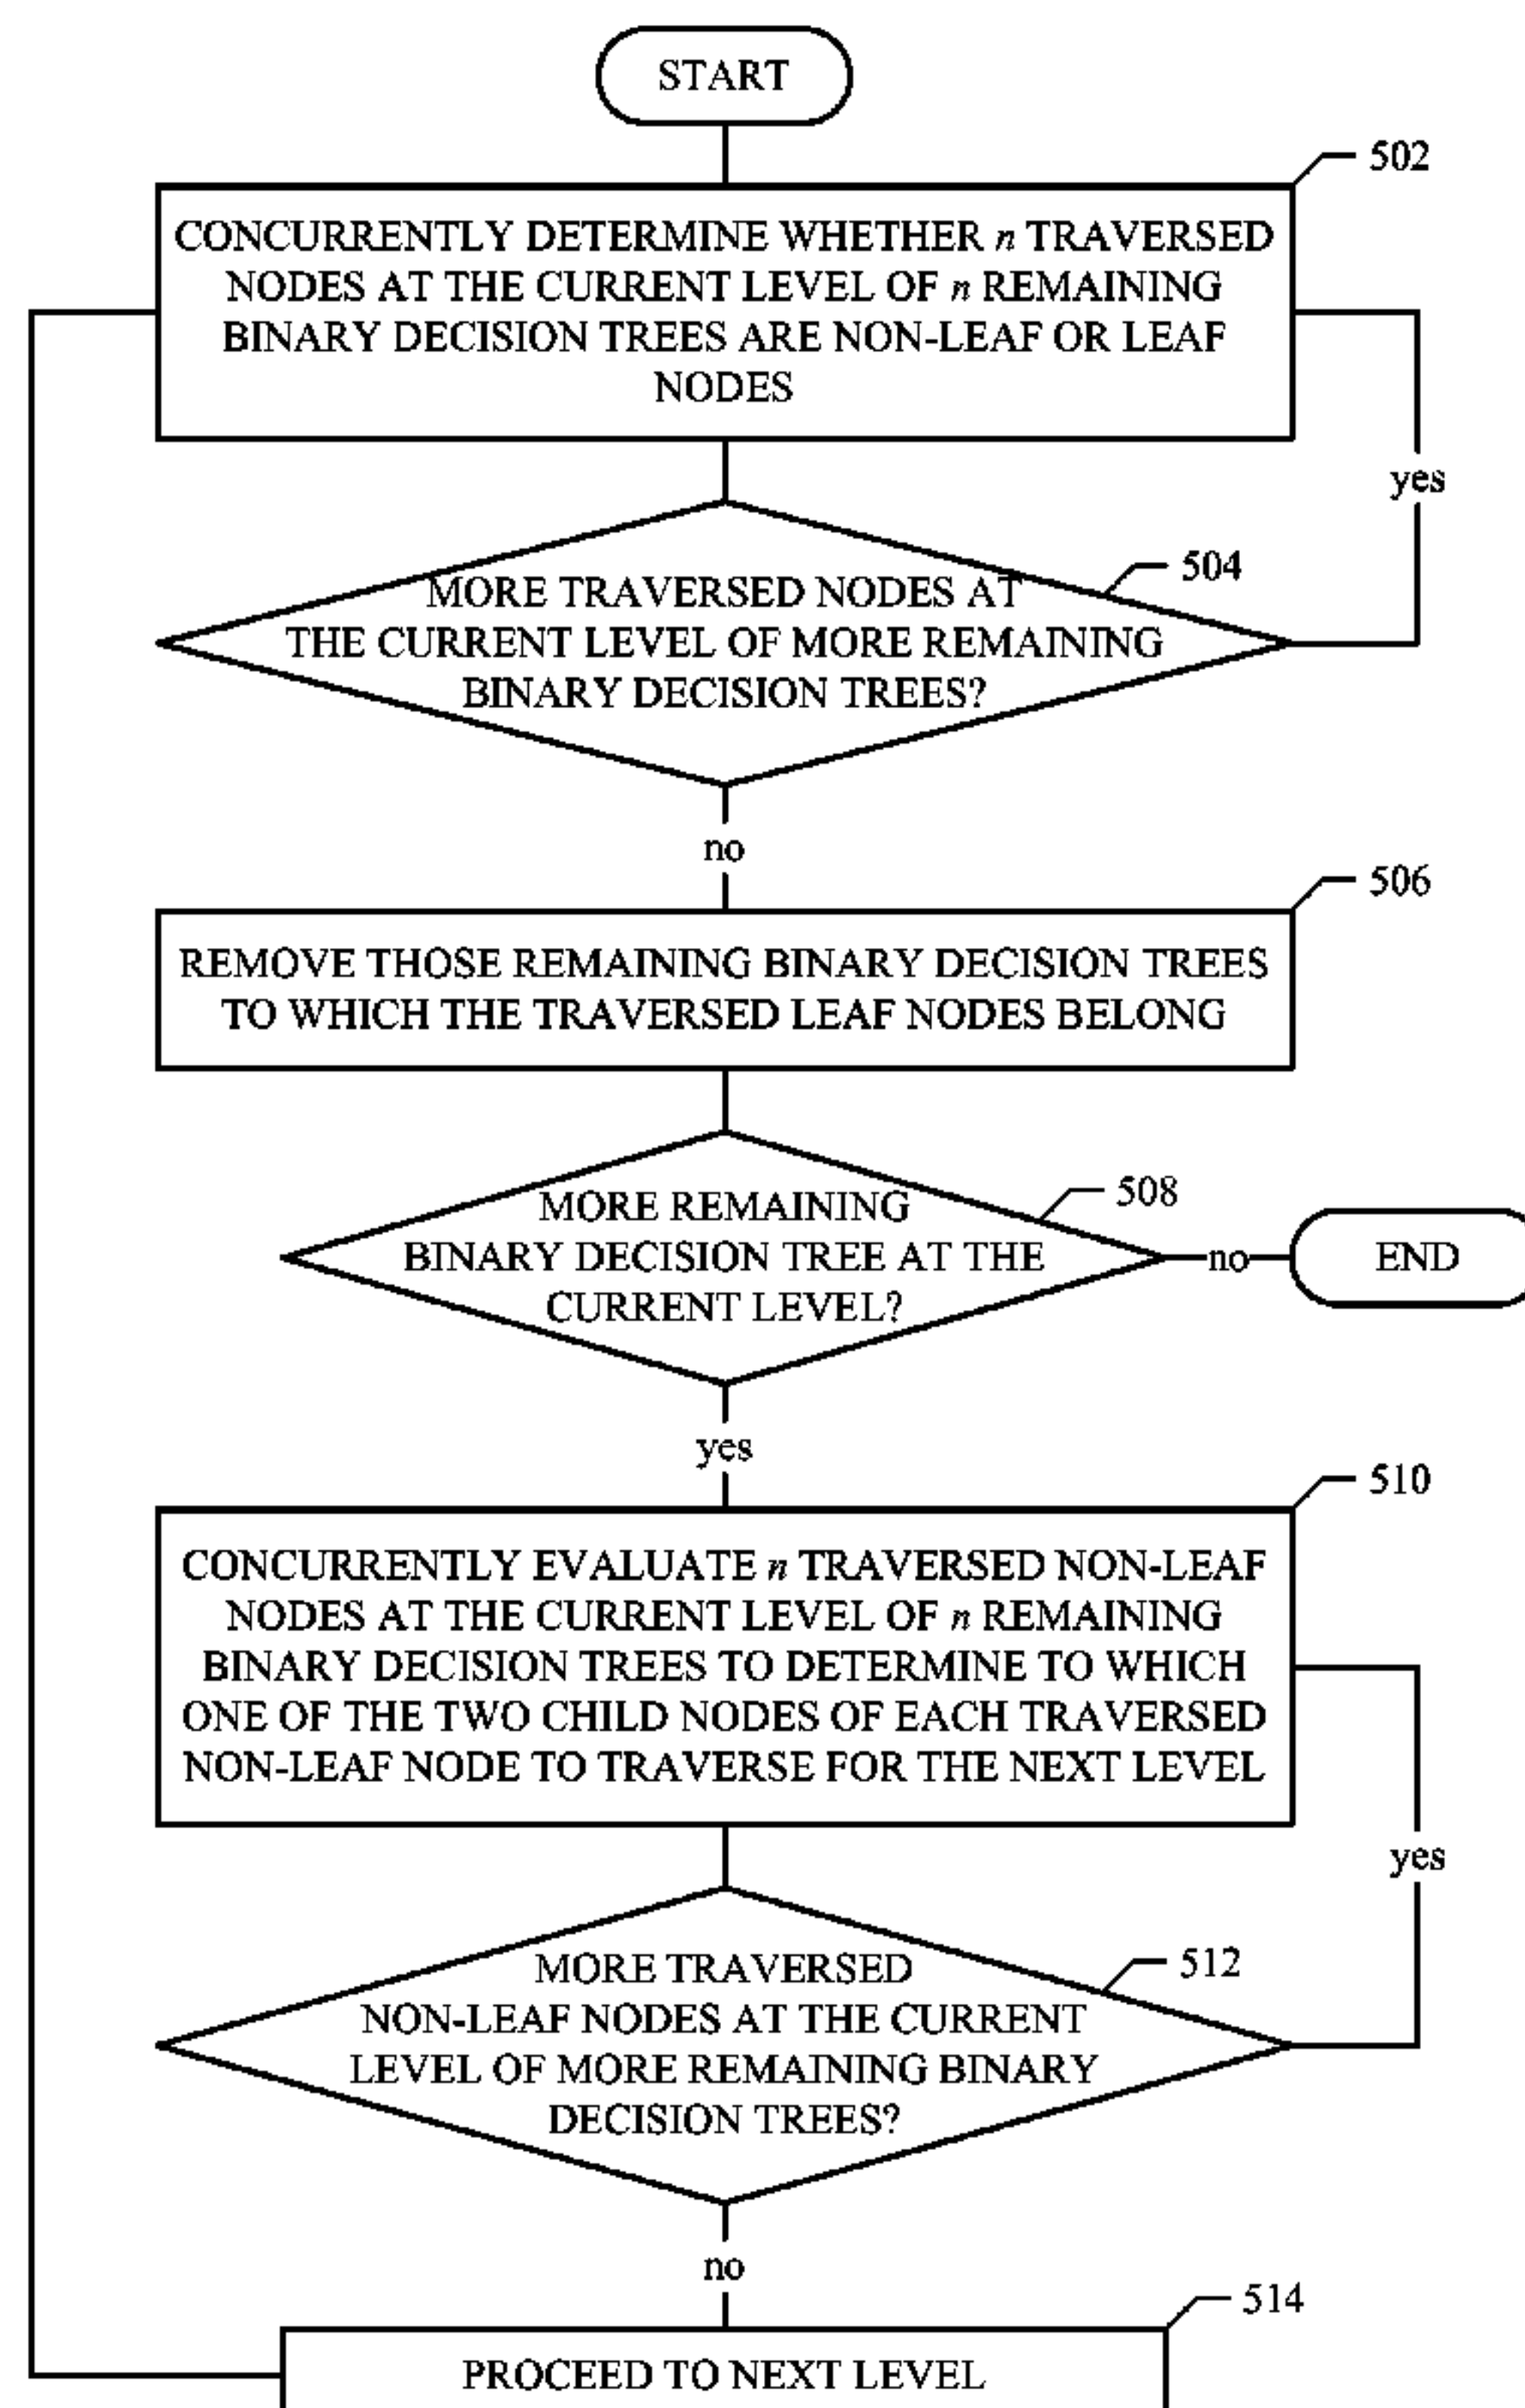 START
502
CONCURRENTLY DETERMINE WHETHER n TRAVERSED
NODES AT THE CURRENT LEVEL OF n REMAINING
BINARY DECISION TREES ARE NON-LEAF OR LEAF
NODES
yes
504
MORE TRAVERSED NODES AT
THE CURRENT LEVEL OF MORE REMAINING
BINARY DECISION TREES?
no
506
REMOVE THOSE REMAINING BINARY DECISION TREES
TO WHICH THE TRAVERSED LEAF NODES BELONG
508
MORE REMAINING
BINARY DECISION TREE AT THE
CURRENT LEVEL?
no
END
yes
510
CONCURRENTLY EVALUATE n TRAVERSED NON-LEAF
NODES AT THE CURRENT LEVEL OF n REMAINING
BINARY DECISION TREES TO DETERMINE TO WHICH
ONE OF THE TWO CHILD NODES OF EACH TRAVERSED
NON-LEAF NODE TO TRAVERSE FOR THE NEXT LEVEL
yes
512
MORE TRAVERSED
NON-LEAF NODES AT THE CURRENT
LEVEL OF MORE REMAINING BINARY
DECISION TREES?
no
514
PROCEED TO NEXT LEVEL